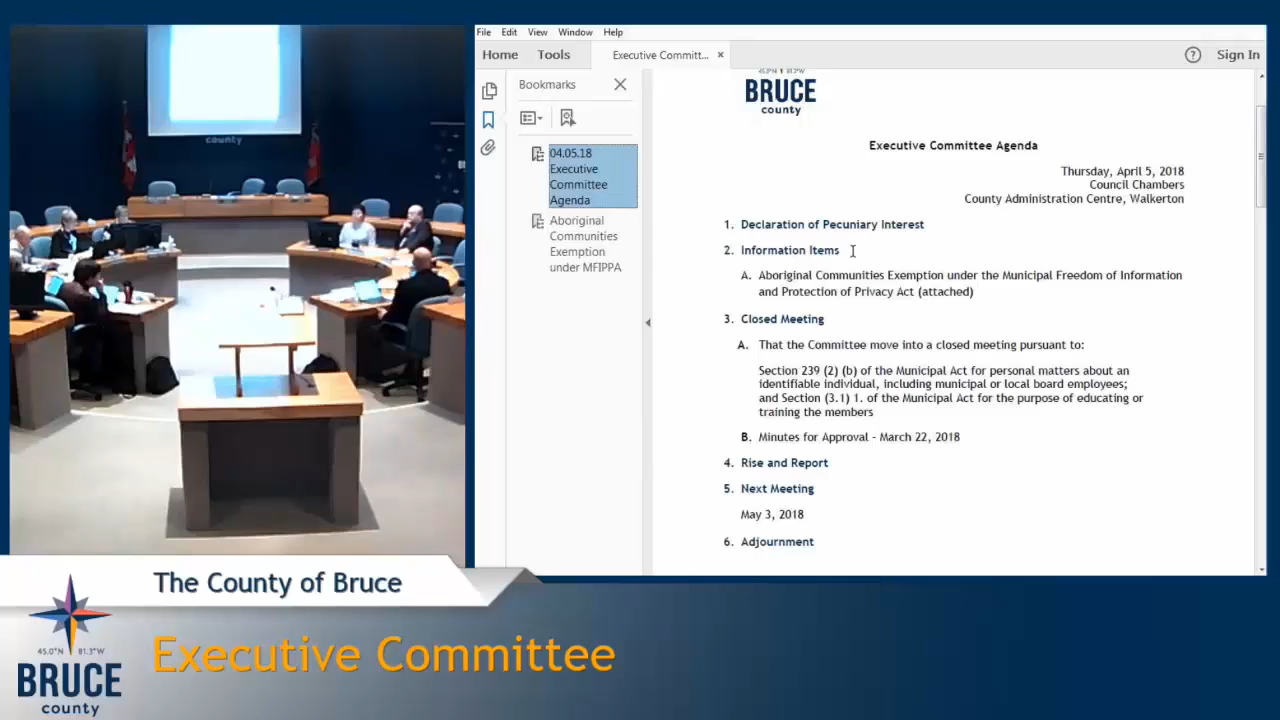 county
File Edit View Window Help
Home Tools Executive Committ... × ? Sign In
Bookmarks
04.05.18
Executive
Committee
Agenda
Aboriginal
Communities
Exemption
under MFIPPA
45.0°N 81.3°W
BRUCE
county
Executive Committee Agenda
Thursday, April 5, 2018
Council Chambers
County Administration Centre, Walkerton
1. Declaration of Pecuniary Interest
2. Information Items
A. Aboriginal Communities Exemption under the Municipal Freedom of Information
and Protection of Privacy Act (attached)
3. Closed Meeting
A. That the Committee move into a closed meeting pursuant to:
Section 239 (2) (b) of the Municipal Act for personal matters about an
identifiable individual, including municipal or local board employees;
and Section (3.1) 1. of the Municipal Act for the purpose of educating or
training the members
B. Minutes for Approval - March 22, 2018
4. Rise and Report
5. Next Meeting
May 3, 2018
6. Adjournment
The County of Bruce
Executive Committee
45.0°N 81.3°W
BRUCE
county